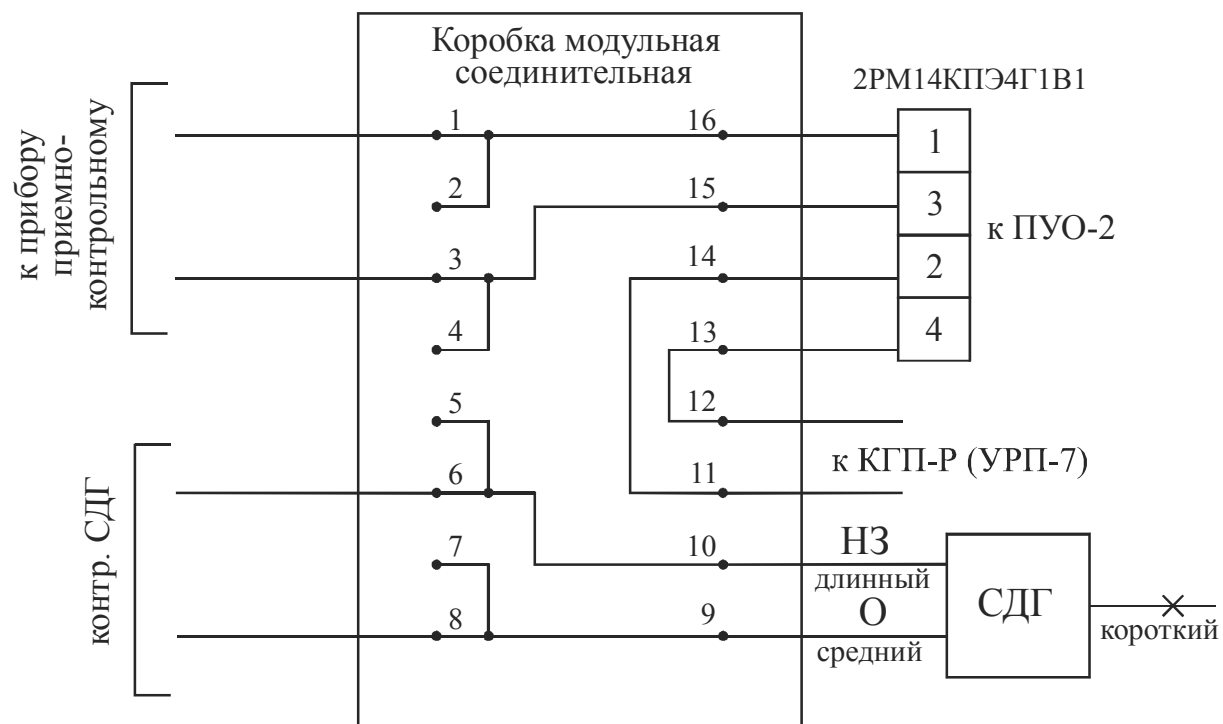 Коробка модульная
соединительная
2РМ14КПЭ4Г1В1
к прибору
приемно-
контрольному
1
16
1
2
15
3
к ПУО-2
3
14
2
4
13
4
5
12
к КГП-Р (УРП-7)
6
11
контр. СДГ
7
10
НЗ
длинный
СДГ
8
9
О
средний
короткий